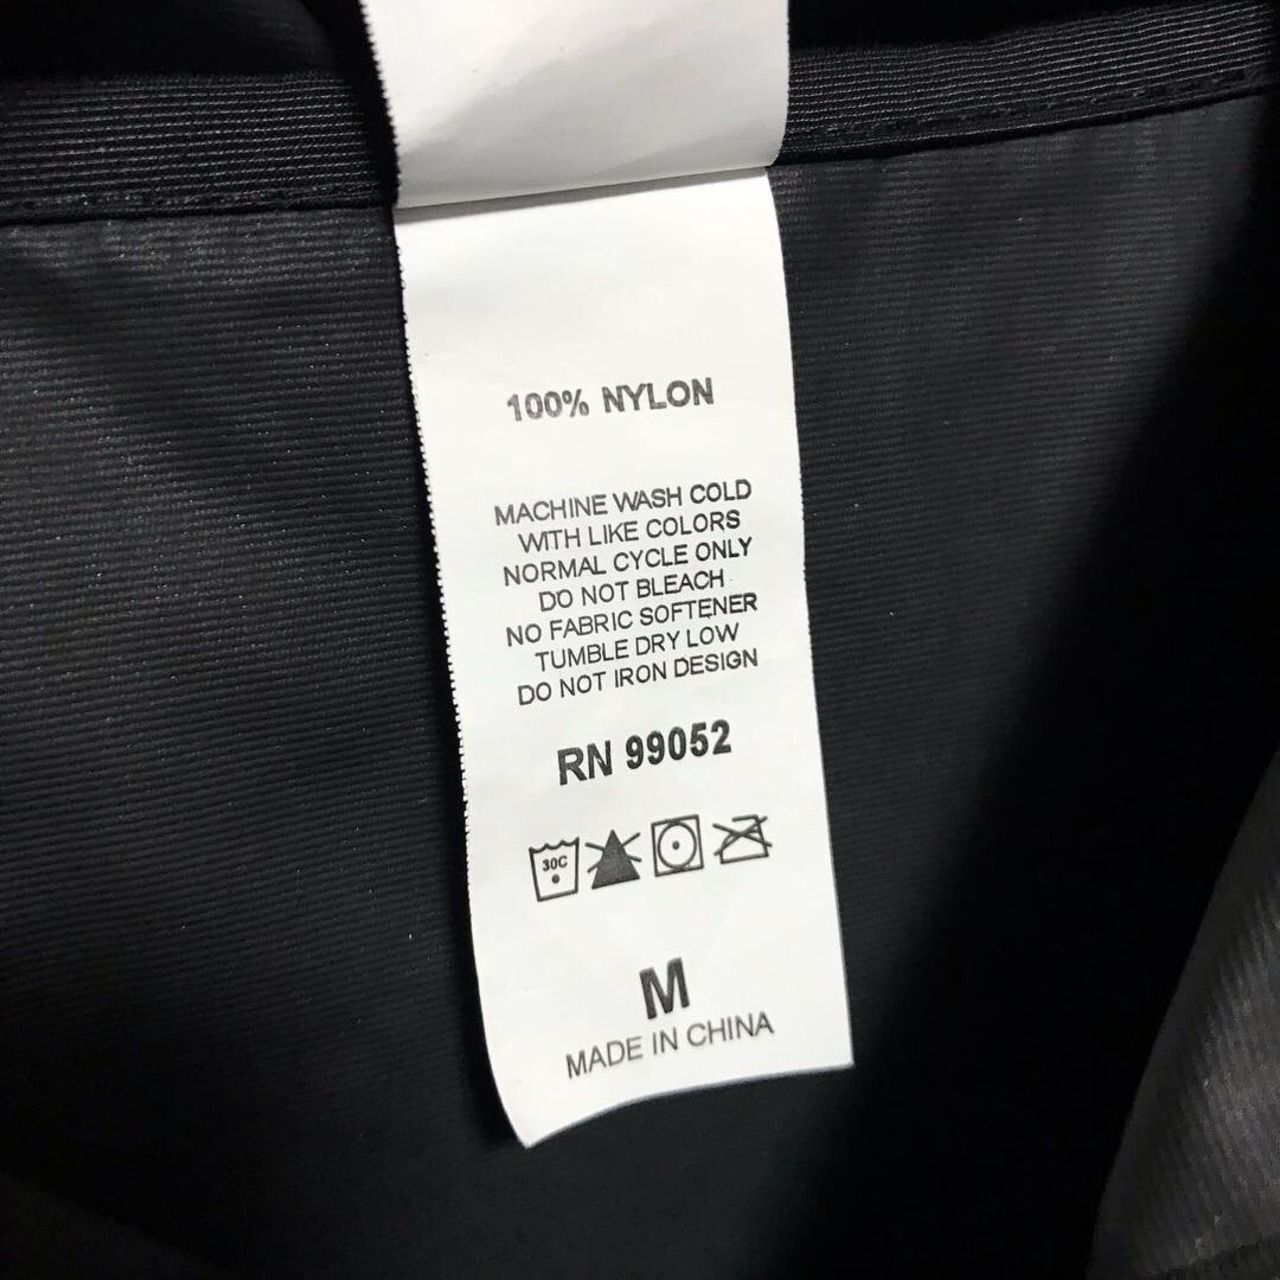 100% NYLON
MACHINE WASH COLD
WITH LIKE COLORS
NORMAL CYCLE ONLY
DO NOT BLEACH
NO FABRIC SOFTENER
TUMBLE DRY LOW
DO NOT IRON DESIGN
RN 99052
30C
M
MADE IN CHINA